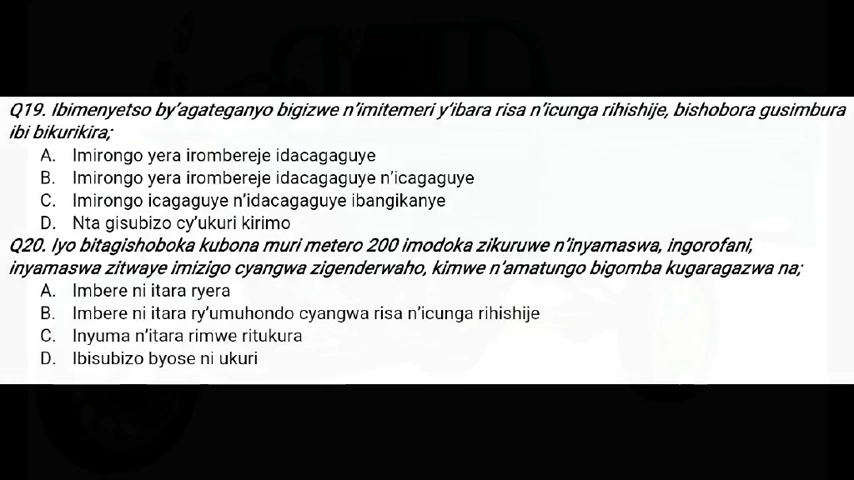 Q19. Ibimenyetso by’agateganyo bigizwe n’imitemeri y’ibara risa n’icunga rihishije, bishobora gusimbura
ibi bikurikira;
A. Imirongo yera irombereje idacagaguye
B. Imirongo yera irombereje idacagaguye n’icagaguye
C. Imirongo icagaguye n’idacagaguye ibangikanye
D. Nta gisubizo cy’ukuri kirimo
Q20. Iyo bitagishoboka kubona muri metero 200 imodoka zikuruwe n’inyamaswa, ingorofani,
inyamaswa zitwaye imizigo cyangwa zigenderwaho, kimwe n’amatungo bigomba kugaragazwa na;
A. Imbere ni itara ryera
B. Imbere ni itara ry’umuhondo cyangwa risa n’icunga rihishije
C. Inyuma n’itara rimwe ritukura
D. Ibisubizo byose ni ukuri